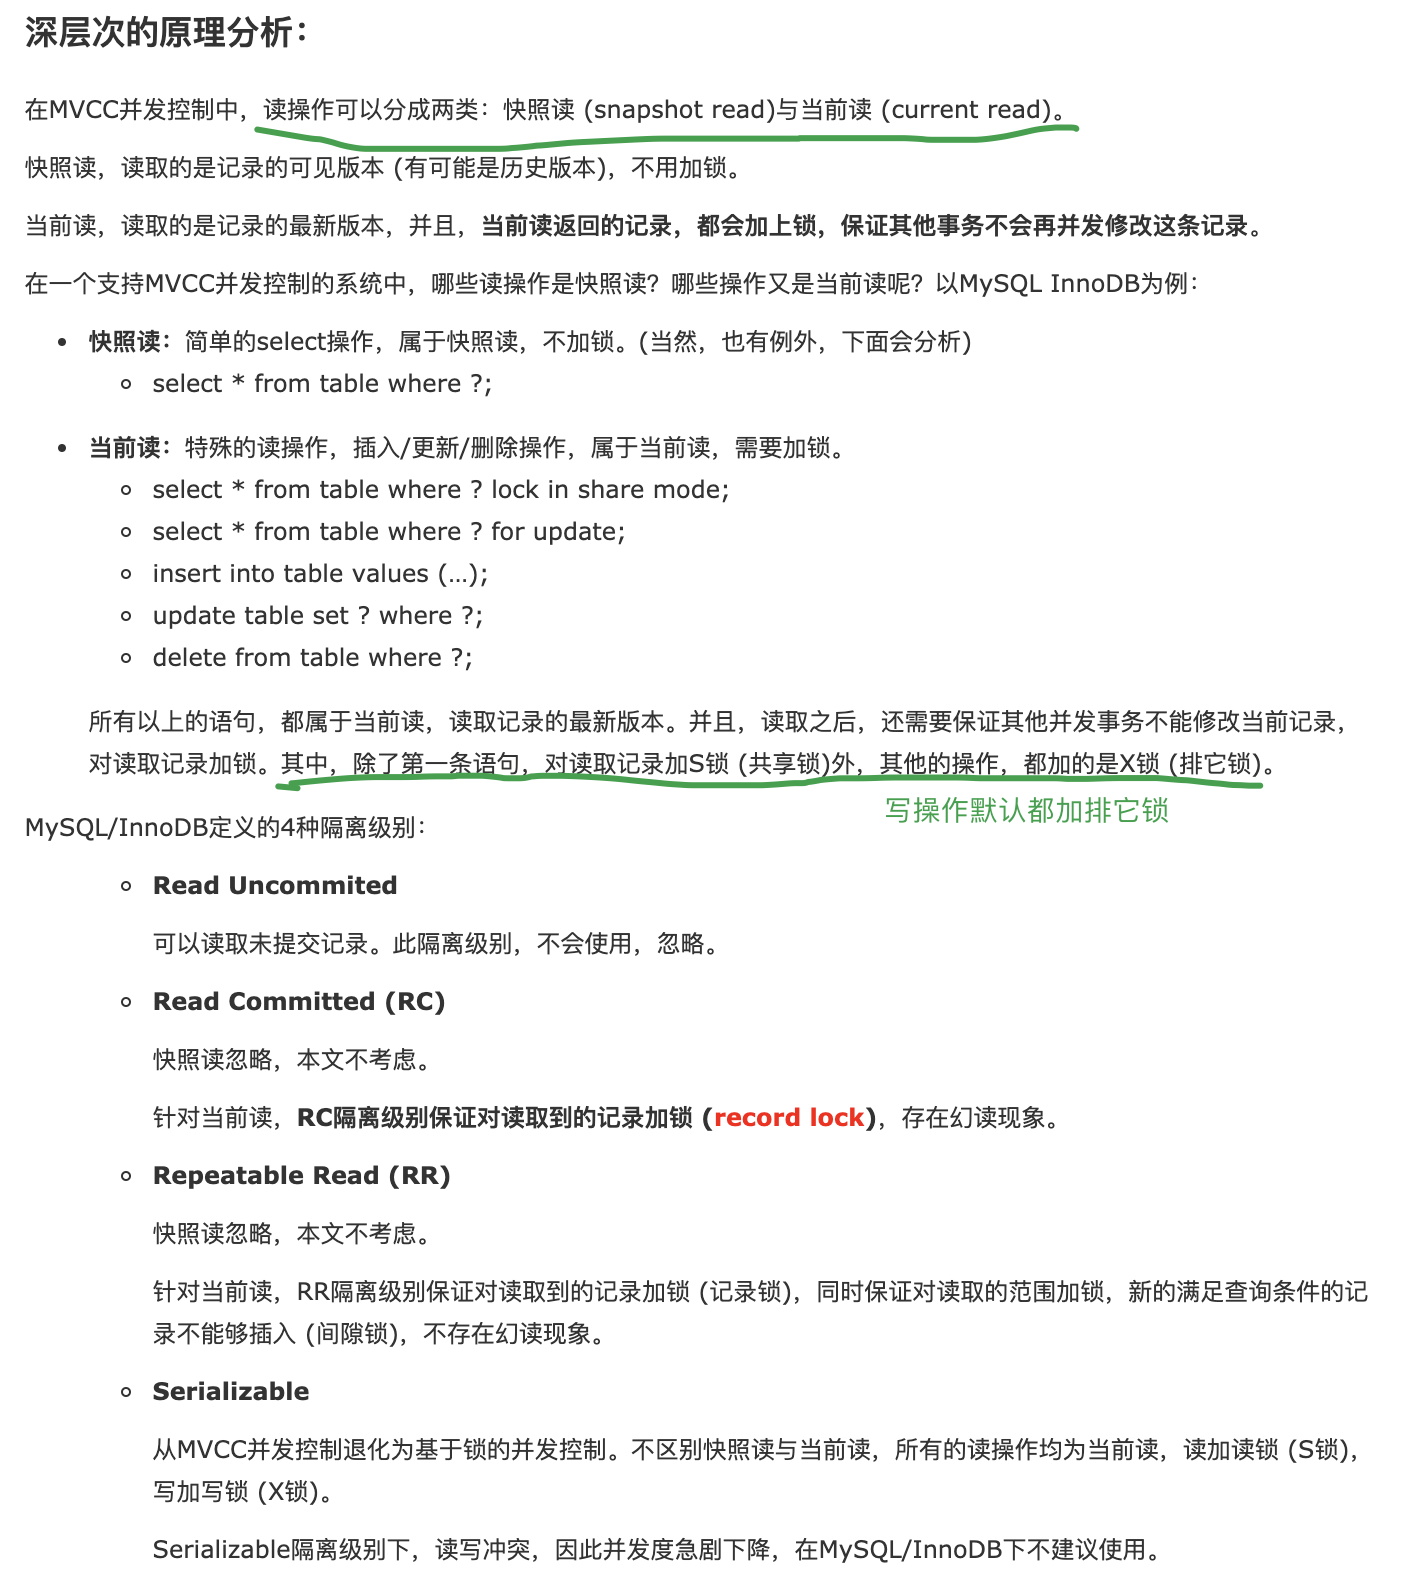 深层次的原理分析：
在MVCC并发控制中，读操作可以分成两类：快照读 (snapshot read)与当前读 (current read)。
快照读，读取的是记录的可见版本 (有可能是历史版本)，不用加锁。
当前读，读取的是记录的最新版本，并且，当前读返回的记录，都会加上锁，保证其他事务不会再并发修改这条记录。
在一个支持MVCC并发控制的系统中，哪些读操作是快照读？哪些操作又是当前读呢？以MySQL InnoDB为例：
快照读：简单的select操作，属于快照读，不加锁。(当然，也有例外，下面会分析)
select * from table where ?;
当前读：特殊的读操作，插入/更新/删除操作，属于当前读，需要加锁。
select * from table where ? lock in share mode;
select * from table where ? for update;
insert into table values (…);
update table set ? where ?;
delete from table where ?;
所有以上的语句，都属于当前读，读取记录的最新版本。并且，读取之后，还需要保证其他并发事务不能修改当前记录，
对读取记录加锁。其中，除了第一条语句，对读取记录加S锁 (共享锁)外，其他的操作，都加的是X锁 (排它锁)。
写操作默认都加排它锁
MySQL/InnoDB定义的4种隔离级别：
Read Uncommited
可以读取未提交记录。此隔离级别，不会使用，忽略。
Read Committed (RC)
快照读忽略，本文不考虑。
针对当前读，RC隔离级别保证对读取到的记录加锁 (record lock)，存在幻读现象。
Repeatable Read (RR)
快照读忽略，本文不考虑。
针对当前读，RR隔离级别保证对读取到的记录加锁 (记录锁)，同时保证对读取的范围加锁，新的满足查询条件的记
录不能够插入 (间隙锁)，不存在幻读现象。
Serializable
从MVCC并发控制退化为基于锁的并发控制。不区别快照读与当前读，所有的读操作均为当前读，读加读锁 (S锁)，
写加写锁 (X锁)。
Serializable隔离级别下，读写冲突，因此并发度急剧下降，在MySQL/InnoDB下不建议使用。